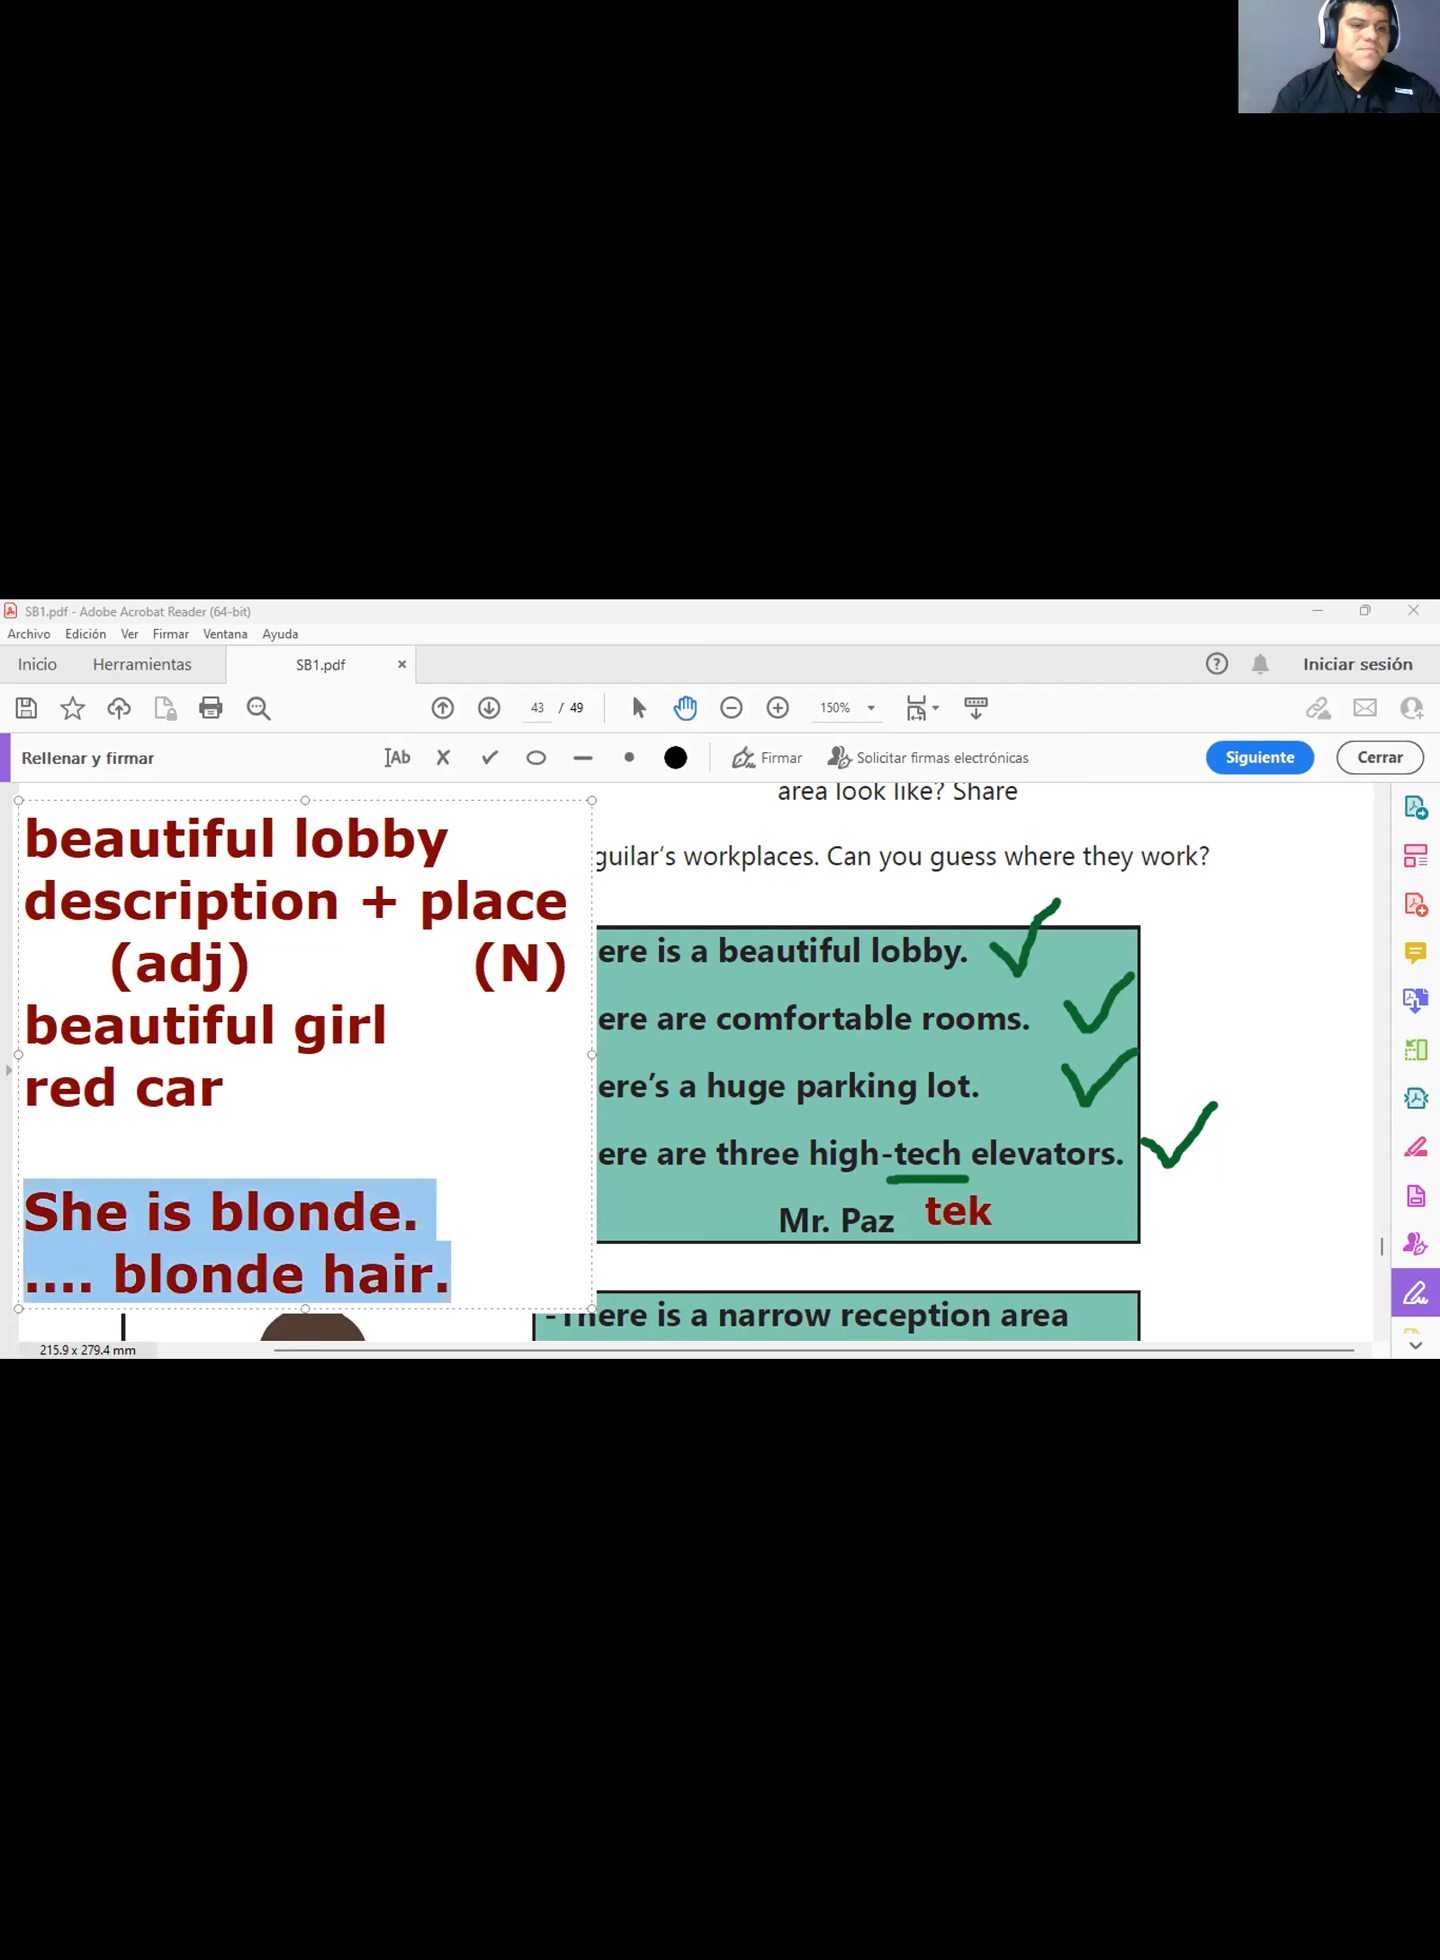 SB1.pdf - Adobe Acrobat Reader (64-bit)
Archivo Edición Ver Firmar Ventana Ayuda
Inicio Herramientas SB1.pdf × Iniciar sesión
43 / 49 150%
Rellenar y firmar Ab Firmar Solicitar firmas electrónicas Siguiente Cerrar
area look like? Share
guilar’s workplaces. Can you guess where they work?
beautiful lobby
description + place
(adj) (N)
beautiful girl
red car
She is blonde.
.... blonde hair.
ere is a beautiful lobby.
ere are comfortable rooms.
ere’s a huge parking lot.
ere are three high-tech elevators.
Mr. Paz tek
-There is a narrow reception area
215.9 x 279.4 mm